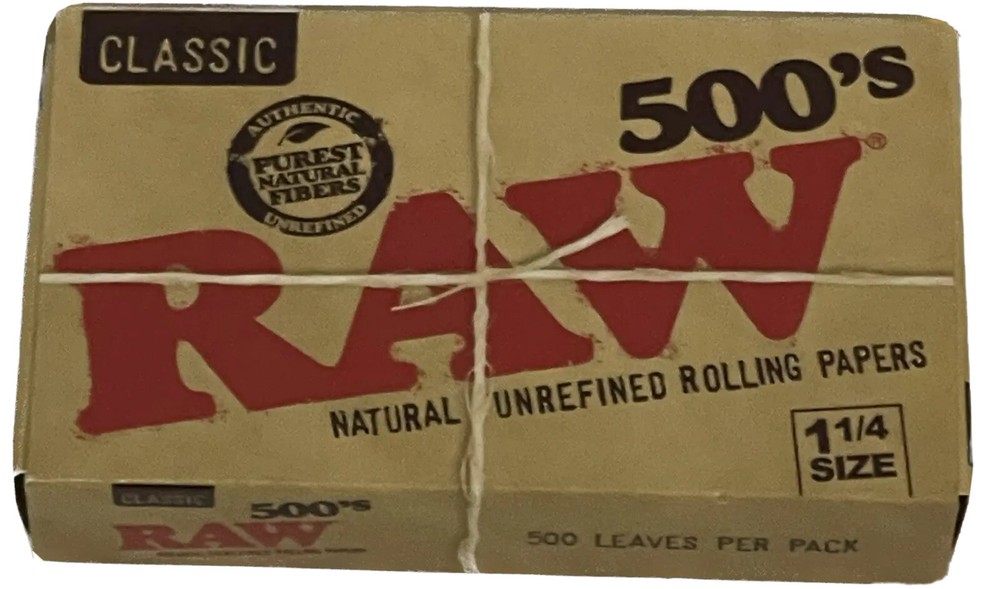 CLASSIC
500's
AUTHENTIC
PUREST
NATURAL
FIBERS
UNREFINED
RAW®
NATURAL UNREFINED ROLLING PAPERS
1 1/4
SIZE
CLASSIC
500's
RAW
500 LEAVES PER PACK